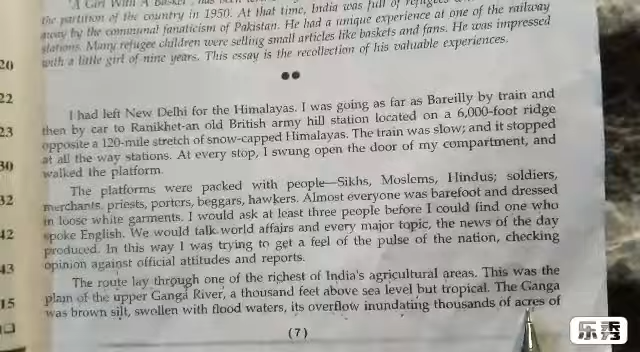 'A Girl With A Basket', has been
the partition of the country in 1950. At that time, India was full of refugees
away by the communal fanaticism of Pakistan. He had a unique experience at one of the railway
stations. Many refugee children were selling small articles like baskets and fans. He was impressed
with a little girl of nine years. This essay is the recollection of his valuable experiences.
I had left New Delhi for the Himalayas. I was going as far as Bareilly by train and
then by car to Ranikhet-an old British army hill station located on a 6,000-foot ridge
opposite a 120-mile stretch of snow-capped Himalayas. The train was slow; and it stopped
at all the way stations. At every stop, I swung open the door of my compartment, and
walked the platform.
The platforms were packed with people—Sikhs, Moslems, Hindus; soldiers,
merchants, priests, porters, beggars, hawkers. Almost everyone was barefoot and dressed
in loose white garments. I would ask at least three people before I could find one who
spoke English. We would talk world affairs and every major topic, the news of the day
produced. In this way I was trying to get a feel of the pulse of the nation, checking
opinion against official attitudes and reports.
The route lay through one of the richest of India's agricultural areas. This was the
plain of the upper Ganga River, a thousand feet above sea level but tropical. The Ganga
was brown silt, swollen with flood waters, its overflow inundating thousands of acres of
(7)
20
22
23
30
32
42
43
15
乐秀